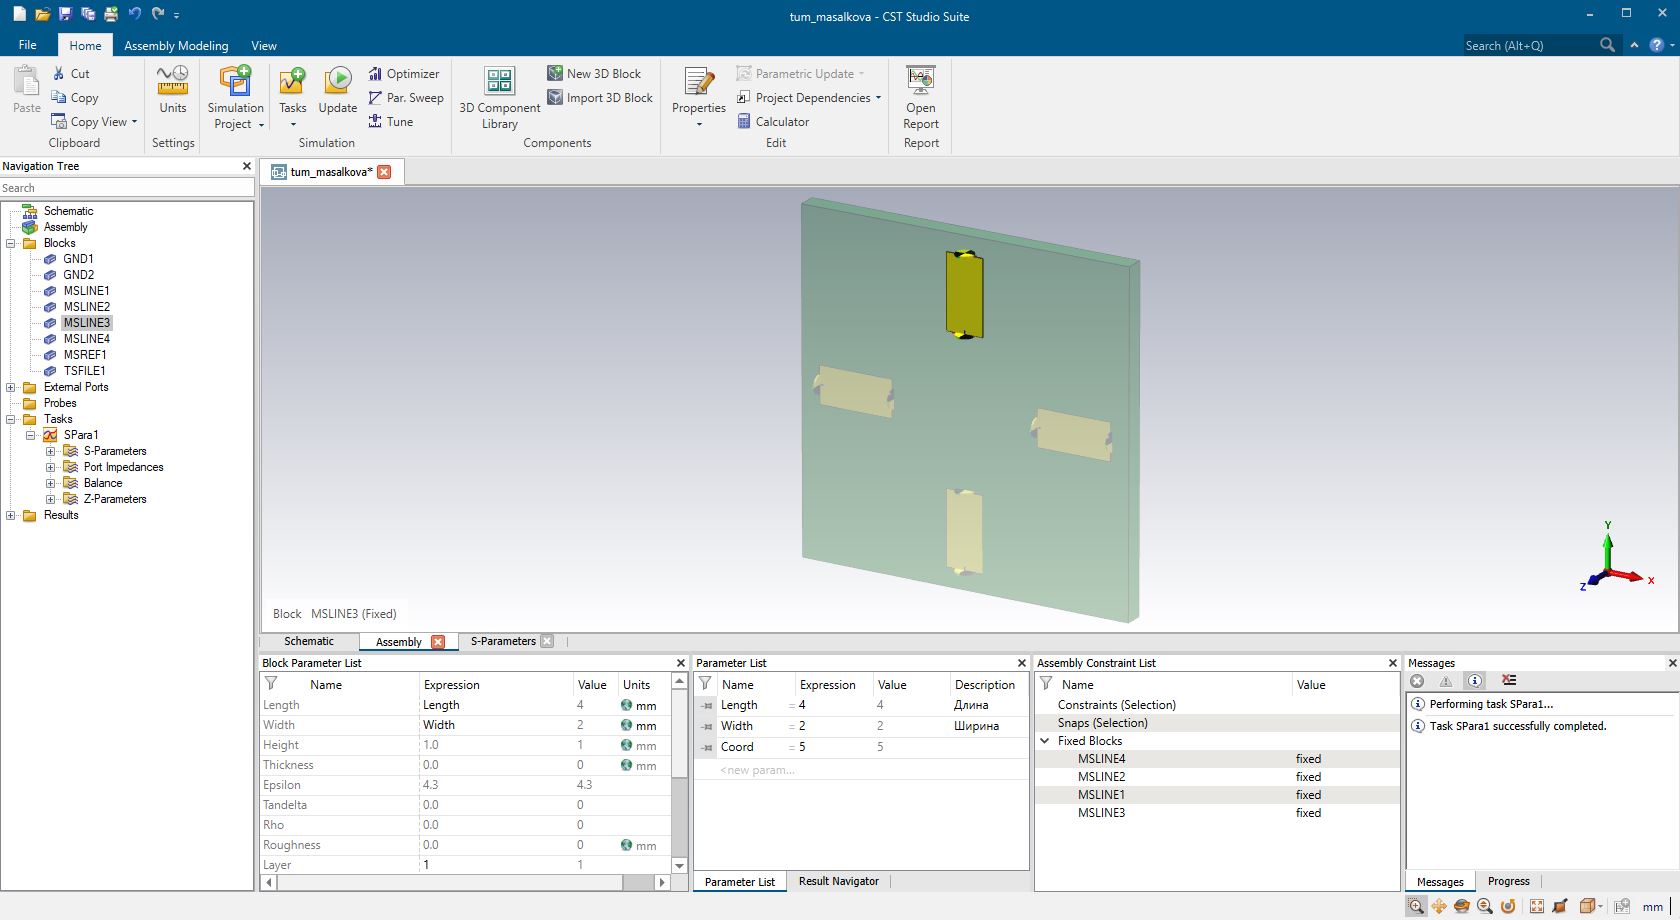 tum_masalkova - CST Studio Suite
File Home Assembly Modeling View Search (Alt+Q)
Paste
Cut
Copy
Copy View
Clipboard
Units
Settings
Simulation
Project
Tasks
Update
Optimizer
Par. Sweep
Tune
Simulation
3D Component
Library
New 3D Block
Import 3D Block
Components
Properties
Parametric Update
Project Dependencies
Calculator
Edit
Open
Report
Report
Navigation Tree
Search
Schematic
Assembly
Blocks
GND1
GND2
MSLINE1
MSLINE2
MSLINE3
MSLINE4
MSREF1
TSFILE1
External Ports
Probes
Tasks
SPara1
S-Parameters
Port Impedances
Balance
Z-Parameters
Results
tum_masalkova*
Y
X
Z
Block MSLINE3 (Fixed)
Schematic Assembly S-Parameters
Block Parameter List
Name Expression Value Units
Length Length 4 mm
Width Width 2 mm
Height 1.0 1 mm
Thickness 0.0 0 mm
Epsilon 4.3 4.3
Tandelta 0.0 0
Rho 0.0 0
Roughness 0.0 0 mm
Layer 1 1
Parameter List
Name Expression Value Description
Length = 4 4 Длина
Width = 2 2 Ширина
Coord = 5 5
<new param...
Parameter List Result Navigator
Assembly Constraint List
Name Value
Constraints (Selection)
Snaps (Selection)
Fixed Blocks
MSLINE4 fixed
MSLINE2 fixed
MSLINE1 fixed
MSLINE3 fixed
Messages
Performing task SPara1...
Task SPara1 successfully completed.
Messages Progress
mm